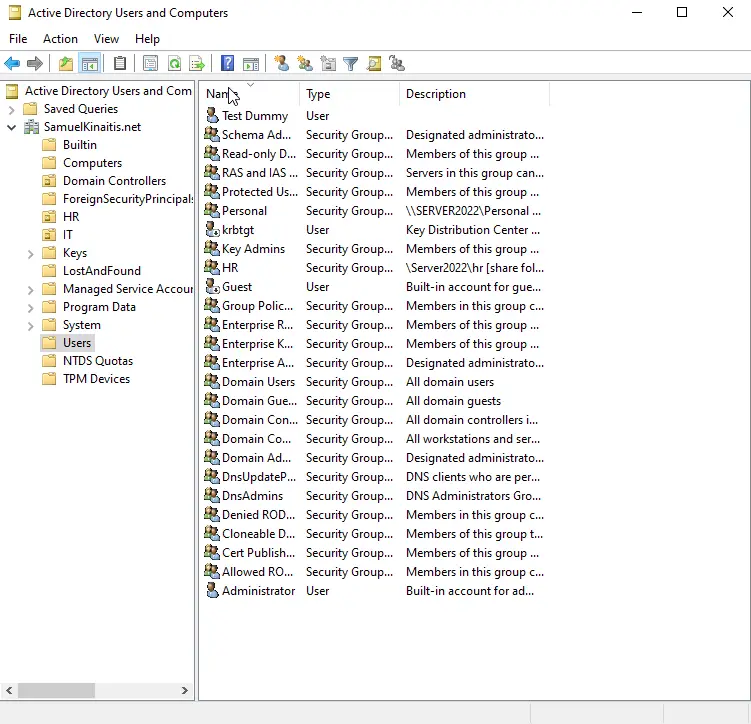 Active Directory Users and Computers
File Action View Help
Active Directory Users and Com
Saved Queries
SamuelKinaitis.net
Builtin
Computers
Domain Controllers
ForeignSecurityPrincipals
HR
IT
Keys
LostAndFound
Managed Service Accour
Program Data
System
Users
NTDS Quotas
TPM Devices
Name Type Description
Test Dummy User
Schema Ad... Security Group... Designated administrato...
Read-only D... Security Group... Members of this group ...
RAS and IAS ... Security Group... Servers in this group can...
Protected Us... Security Group... Members of this group ...
Personal Security Group... \\SERVER2022\Personal ...
krbtgt User Key Distribution Center ...
Key Admins Security Group... Members of this group ...
HR Security Group... \Server2022\hr [share fol...
Guest User Built-in account for gue...
Group Polic... Security Group... Members in this group c...
Enterprise R... Security Group... Members of this group ...
Enterprise K... Security Group... Members of this group ...
Enterprise A... Security Group... Designated administrato...
Domain Users Security Group... All domain users
Domain Gue... Security Group... All domain guests
Domain Con... Security Group... All domain controllers i...
Domain Co... Security Group... All workstations and ser...
Domain Ad... Security Group... Designated administrato...
DnsUpdateP... Security Group... DNS clients who are per...
DnsAdmins Security Group... DNS Administrators Gro...
Denied ROD... Security Group... Members in this group c...
Cloneable D... Security Group... Members of this group t...
Cert Publish... Security Group... Members of this group ...
Allowed RO... Security Group... Members in this group c...
Administrator User Built-in account for ad...